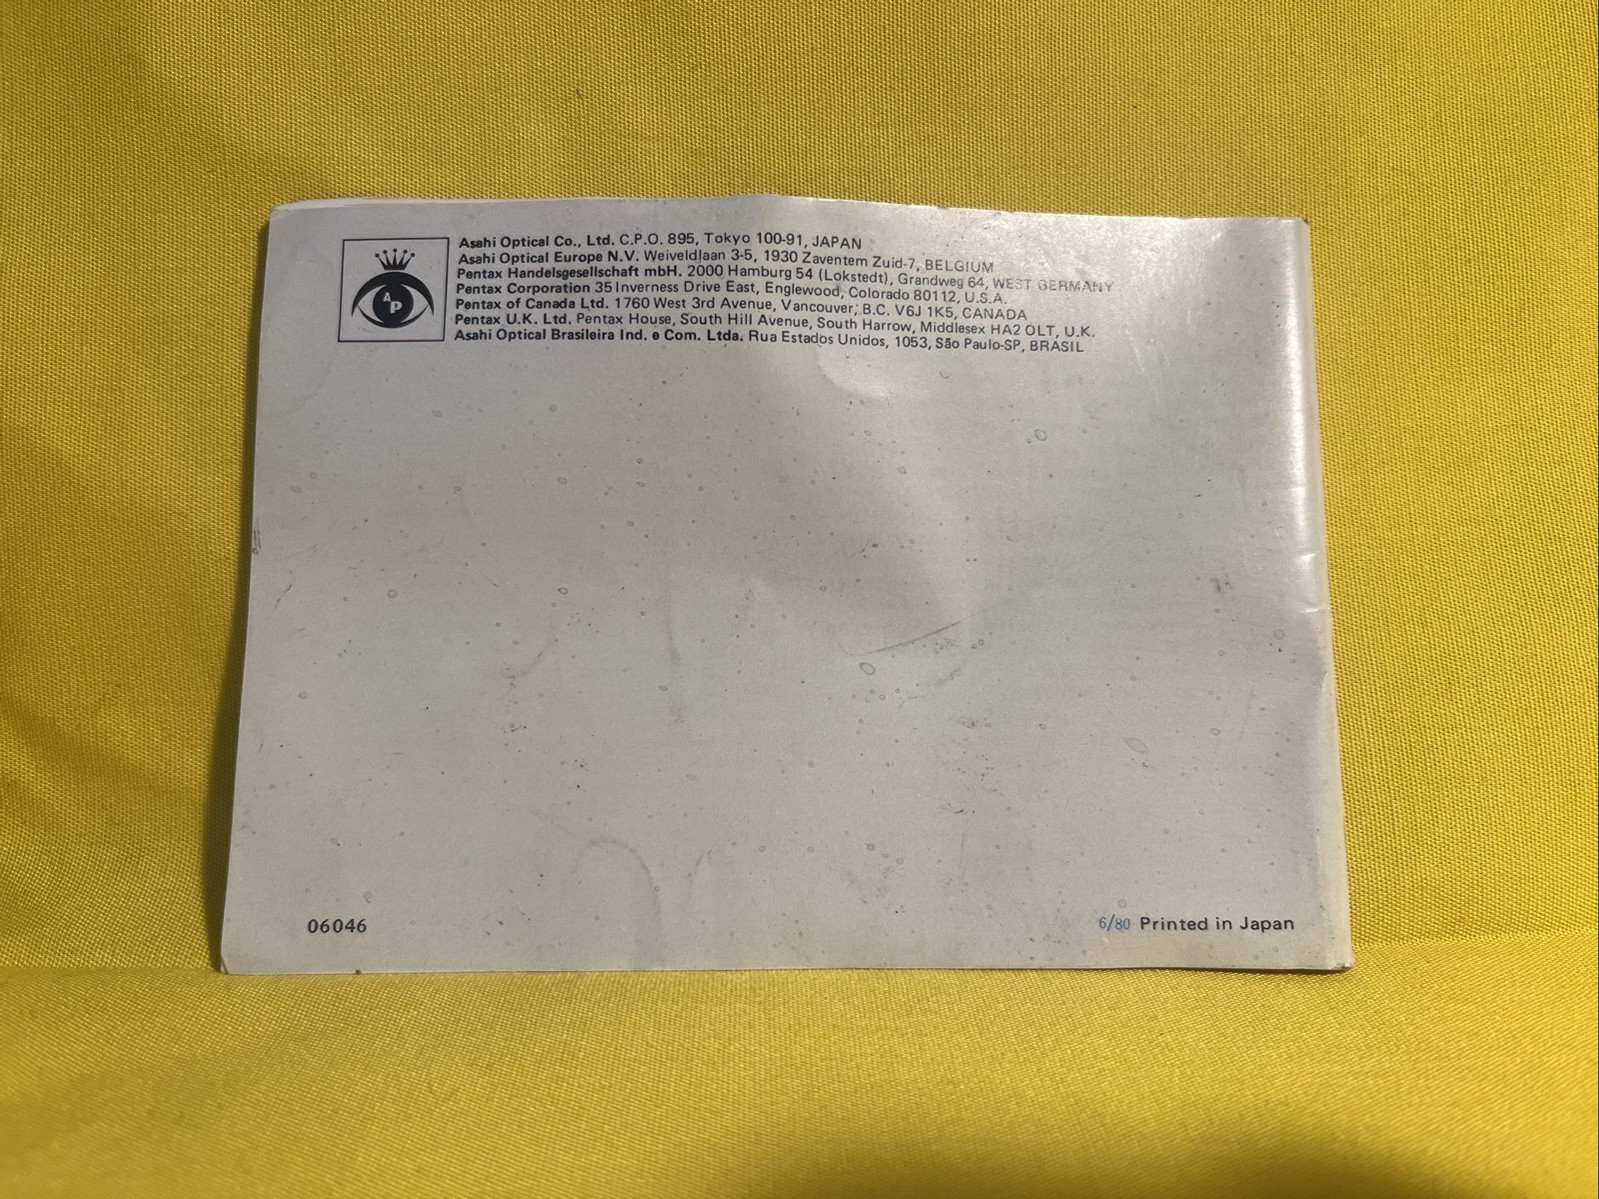 AP
Asahi Optical Co., Ltd. C.P.O. 895, Tokyo 100-91, JAPAN
Asahi Optical Europe N.V. Weiveldlaan 3-5, 1930 Zaventem Zuid-7, BELGIUM
Pentax Handelsgesellschaft mbH. 2000 Hamburg 54 (Lokstedt), Grandweg 64, WEST GERMANY
Pentax Corporation 35 Inverness Drive East, Englewood, Colorado 80112, U.S.A.
Pentax of Canada Ltd. 1760 West 3rd Avenue, Vancouver, B.C. V6J 1K5, CANADA
Pentax U.K. Ltd. Pentax House, South Hill Avenue, South Harrow, Middlesex HA2 OLT, U.K.
Asahi Optical Brasileira Ind. e Com. Ltda. Rua Estados Unidos, 1053, São Paulo-SP, BRASIL
06046
6/80 Printed in Japan